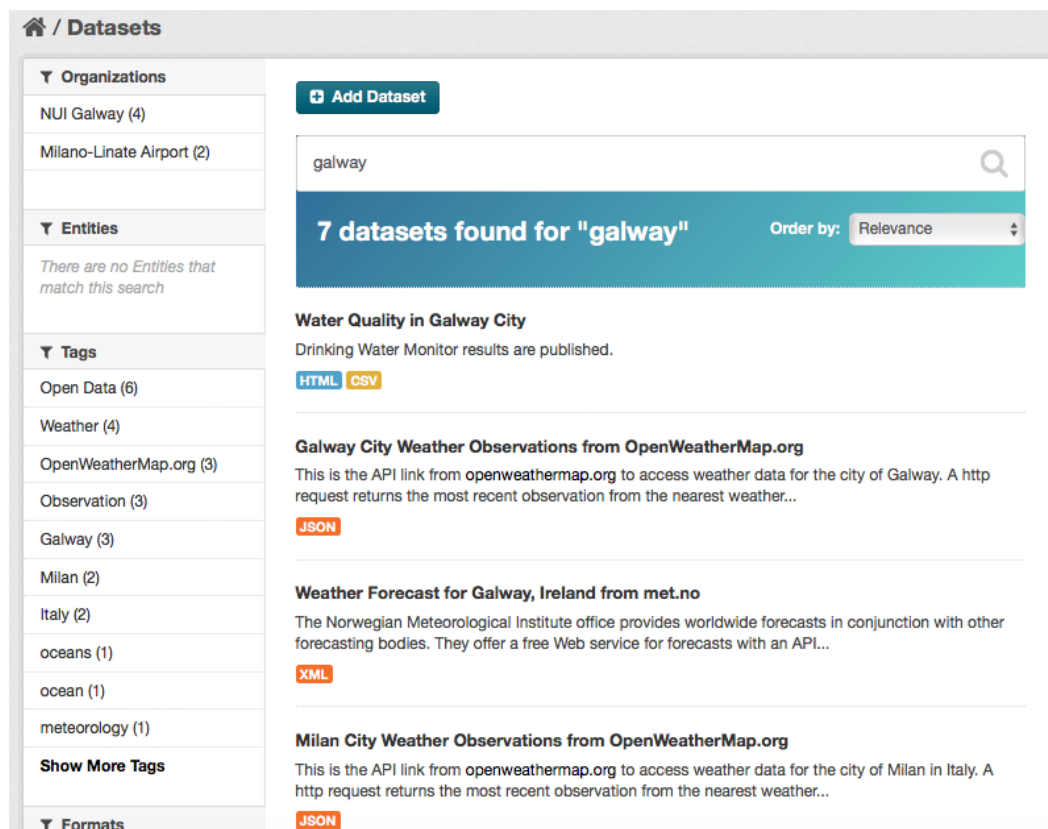 / Datasets
Organizations
NUI Galway (4)
Milano-Linate Airport (2)
Entities
There are no Entities that
match this search
Tags
Open Data (6)
Weather (4)
OpenWeatherMap.org (3)
Observation (3)
Galway (3)
Milan (2)
Italy (2)
oceans (1)
ocean (1)
meteorology (1)
Show More Tags
Formats
Add Dataset
galway
7 datasets found for "galway"
Order by: Relevance
Water Quality in Galway City
Drinking Water Monitor results are published.
HTML CSV
Galway City Weather Observations from OpenWeatherMap.org
This is the API link from openweathermap.org to access weather data for the city of Galway. A http
request returns the most recent observation from the nearest weather...
JSON
Weather Forecast for Galway, Ireland from met.no
The Norwegian Meteorological Institute office provides worldwide forecasts in conjunction with other
forecasting bodies. They offer a free Web service for forecasts with an API...
XML
Milan City Weather Observations from OpenWeatherMap.org
This is the API link from openweathermap.org to access weather data for the city of Milan in Italy. A
http request returns the most recent observation from the nearest weather...
JSON